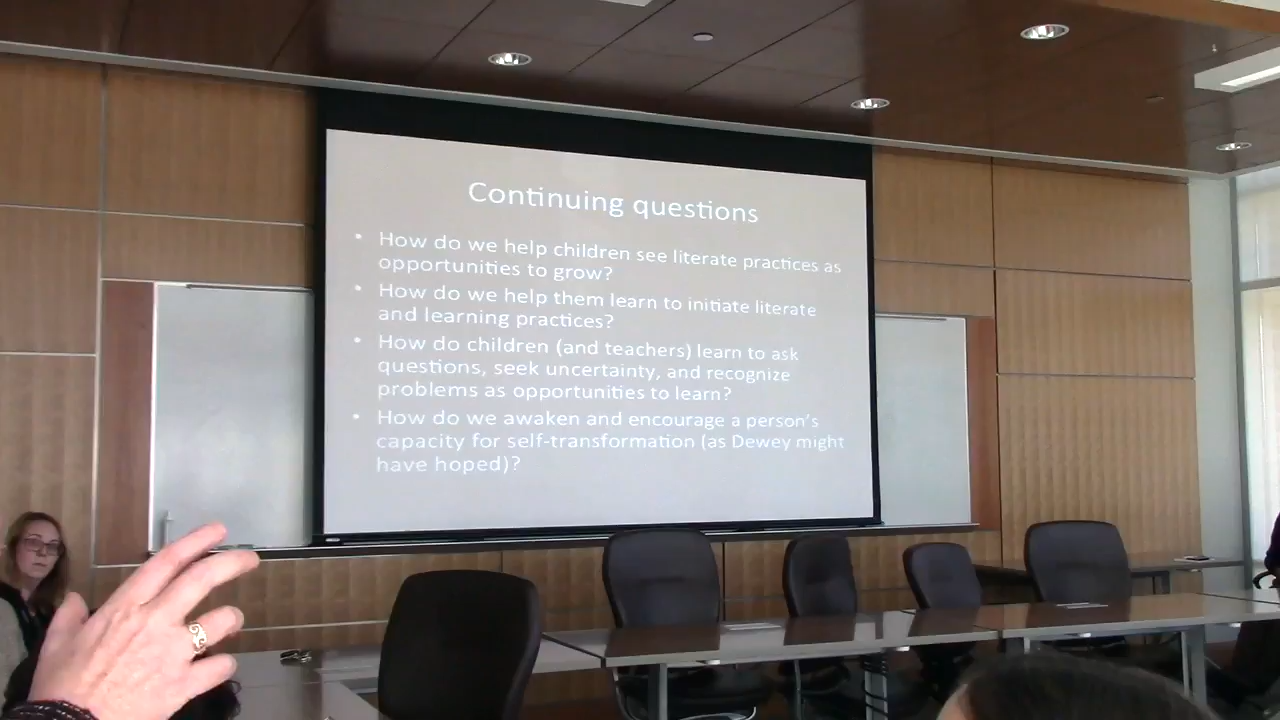 Continuing questions
• How do we help children see literate practices as
opportunities to grow?
• How do we help them learn to initiate literate
and learning practices?
• How do children (and teachers) learn to ask
questions, seek uncertainty, and recognize
problems as opportunities to learn?
• How do we awaken and encourage a person's
capacity for self-transformation (as Dewey might
have hoped)?